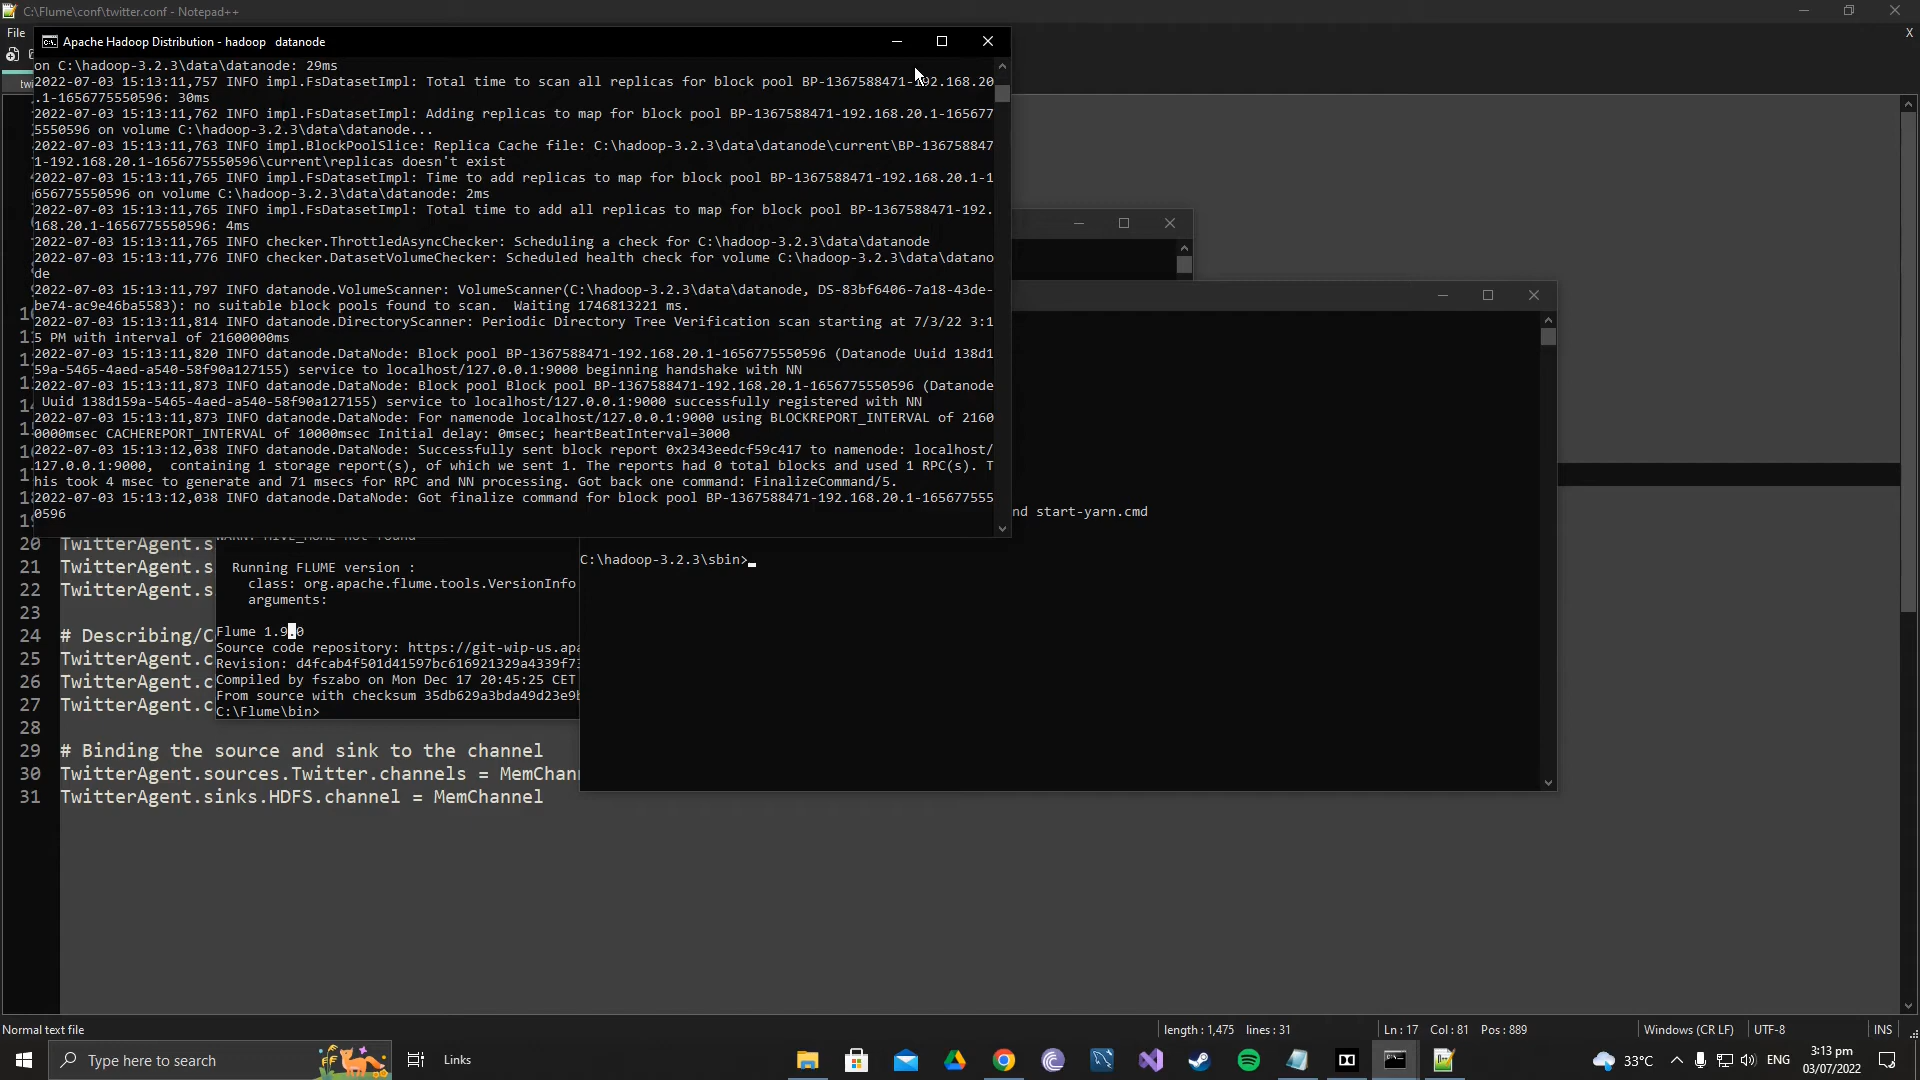 C:\Flume\conf\twitter.conf - Notepad++
File
X
Apache Hadoop Distribution - hadoop   datanode
on C:\hadoop-3.2.3\data\datanode: 29ms
2022-07-03 15:13:11,757 INFO impl.FsDatasetImpl: Total time to scan all replicas for block pool BP-1367588471-192.168.20
.1-1656775550596: 30ms
2022-07-03 15:13:11,762 INFO impl.FsDatasetImpl: Adding replicas to map for block pool BP-1367588471-192.168.20.1-165677
5550596 on volume C:\hadoop-3.2.3\data\datanode...
2022-07-03 15:13:11,763 INFO impl.BlockPoolSlice: Replica Cache file: C:\hadoop-3.2.3\data\datanode\current\BP-136758847
1-192.168.20.1-1656775550596\current\replicas doesn't exist
2022-07-03 15:13:11,765 INFO impl.FsDatasetImpl: Time to add replicas to map for block pool BP-1367588471-192.168.20.1-1
656775550596 on volume C:\hadoop-3.2.3\data\datanode: 2ms
2022-07-03 15:13:11,765 INFO impl.FsDatasetImpl: Total time to add all replicas to map for block pool BP-1367588471-192.
168.20.1-1656775550596: 4ms
2022-07-03 15:13:11,765 INFO checker.ThrottledAsyncChecker: Scheduling a check for C:\hadoop-3.2.3\data\datanode
2022-07-03 15:13:11,776 INFO checker.DatasetVolumeChecker: Scheduled health check for volume C:\hadoop-3.2.3\data\datano
de
2022-07-03 15:13:11,797 INFO datanode.VolumeScanner: VolumeScanner(C:\hadoop-3.2.3\data\datanode, DS-83bf6406-7a18-43de-
be74-ac9e46ba5583): no suitable block pools found to scan.  Waiting 1746813221 ms.
2022-07-03 15:13:11,814 INFO datanode.DirectoryScanner: Periodic Directory Tree Verification scan starting at 7/3/22 3:1
5 PM with interval of 21600000ms
2022-07-03 15:13:11,820 INFO datanode.DataNode: Block pool BP-1367588471-192.168.20.1-1656775550596 (Datanode Uuid 138d1
59a-5465-4aed-a540-58f90a127155) service to localhost/127.0.0.1:9000 beginning handshake with NN
2022-07-03 15:13:11,873 INFO datanode.DataNode: Block pool Block pool BP-1367588471-192.168.20.1-1656775550596 (Datanode
 Uuid 138d159a-5465-4aed-a540-58f90a127155) service to localhost/127.0.0.1:9000 successfully registered with NN
2022-07-03 15:13:11,873 INFO datanode.DataNode: For namenode localhost/127.0.0.1:9000 using BLOCKREPORT_INTERVAL of 2160
0000msec CACHEREPORT_INTERVAL of 10000msec Initial delay: 0msec; heartBeatInterval=3000
2022-07-03 15:13:12,038 INFO datanode.DataNode: Successfully sent block report 0x2343eedcf59c417 to namenode: localhost/
127.0.0.1:9000,  containing 1 storage report(s), of which we sent 1. The reports had 0 total blocks and used 1 RPC(s). T
his took 4 msec to generate and 71 msecs for RPC and NN processing. Got back one command: FinalizeCommand/5.
2022-07-03 15:13:12,038 INFO datanode.DataNode: Got finalize command for block pool BP-1367588471-192.168.20.1-165677555
0596
nd start-yarn.cmd
C:\hadoop-3.2.3\sbin>
Running FLUME version :
class: org.apache.flume.tools.VersionInfo
arguments:
Flume 1.9.0
Source code repository: https://git-wip-us.apa
Revision: d4fcab4f501d41597bc616921329a4339f73
Compiled by fszabo on Mon Dec 17 20:45:25 CET
From source with checksum 35db629a3bda49d23e9b
C:\Flume\bin>
20 TwitterAgent.s
21 TwitterAgent.s
22 TwitterAgent.s
23
24 # Describing/C
25 TwitterAgent.c
26 TwitterAgent.c
27 TwitterAgent.c
28
29 # Binding the source and sink to the channel
30 TwitterAgent.sources.Twitter.channels = MemChann
31 TwitterAgent.sinks.HDFS.channel = MemChannel
Normal text file
length : 1,475   lines : 31
Ln : 17   Col : 81   Pos : 889
Windows (CR LF)
UTF-8
INS
Type here to search
Links
33°C
ENG
3:13 pm
03/07/2022